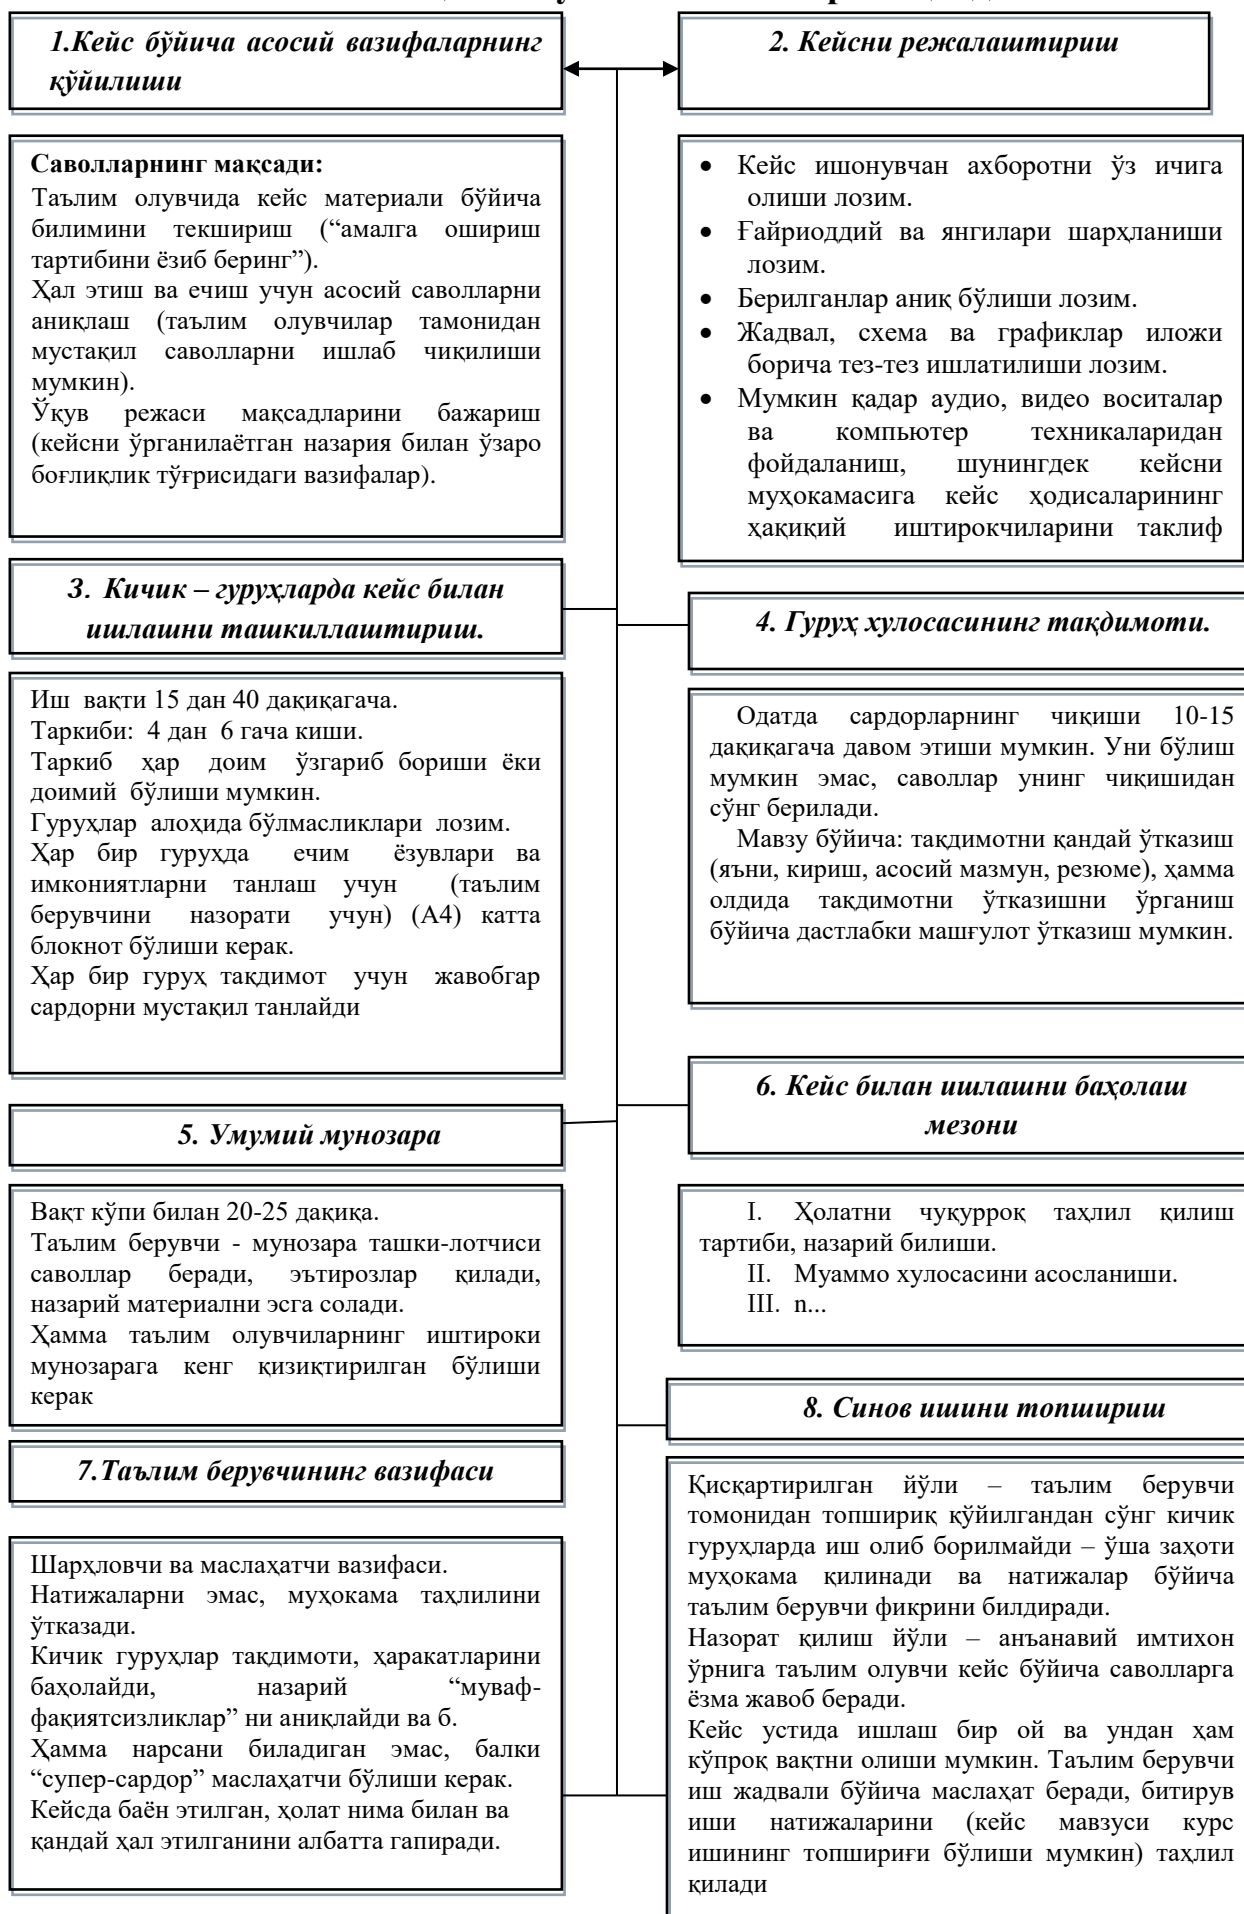 1.Кейс бўйича асосий вазифаларнинг
қўйилиши
2. Кейсни режалаштириш
Саволларнинг мақсади:
Таълим олувчида кейс материали бўйича
билимини текшириш (“амалга ошириш
тартибини ёзиб беринг”).
Ҳал этиш ва ечиш учун асосий саволларни
аниқлаш (таълим олувчилар тамонидан
мустақил саволларни ишлаб чиқилиши
мумкин).
Ўқув режаси мақсадларини бажариш
(кейсни ўрганилаётган назария билан ўзаро
боғлиқлик тўғрисидаги вазифалар).
• Кейс ишонувчан ахборотни ўз ичига
олиши лозим.
• Ғайриоддий ва янгилари шарҳланиши
лозим.
• Берилганлар аниқ бўлиши лозим.
• Жадвал, схема ва графиклар иложи
борича тез-тез ишлатилиши лозим.
• Мумкин қадар аудио, видео воситалар
ва компьютер техникаларидан
фойдаланиш, шунингдек кейсни
муҳокамасига кейс ҳодисаларининг
ҳақиқий иштирокчиларини таклиф
3. Кичик – гуруҳларда кейс билан
ишлашни ташкиллаштириш.
4. Гуруҳ хулосасининг тақдимоти.
Иш вақти 15 дан 40 дақиқагача.
Таркиби: 4 дан 6 гача киши.
Таркиб ҳар доим ўзгариб бориши ёки
доимий бўлиши мумкин.
Гуруҳлар алоҳида бўлмасликлари лозим.
Ҳар бир гуруҳда ечим ёзувлари ва
имкониятларни танлаш учун (таълим
берувчини назорати учун) (А4) катта
блокнот бўлиши керак.
Ҳар бир гуруҳ тақдимот учун жавобгар
сардорни мустақил танлайди
Одатда сардорларнинг чиқиши 10-15
дақиқагача давом этиши мумкин. Уни бўлиш
мумкин эмас, саволлар унинг чиқишидан
сўнг берилади.
Мавзу бўйича: тақдимотни қандай ўтказиш
(яъни, кириш, асосий мазмун, резюме), ҳамма
олдида тақдимотни ўтказишни ўрганиш
бўйича дастлабки машғулот ўтказиш мумкин.
5. Умумий мунозара
6. Кейс билан ишлашни баҳолаш
мезони
Вақт кўпи билан 20-25 дақиқа.
Таълим берувчи - мунозара ташки-лотчиси
саволлар беради, эътирозлар қилади,
назарий материални эсга солади.
Ҳамма таълим олувчиларнинг иштироки
мунозарага кенг қизиқтирилган бўлиши
керак
I. Ҳолатни чуқурроқ таҳлил қилиш
тартиби, назарий билиши.
II. Муаммо хулосасини асосланиши.
III. n...
7.Таълим берувчининг вазифаси
8. Синов ишини топшириш
Шарҳловчи ва маслаҳатчи вазифаси.
Натижаларни эмас, муҳокама таҳлилини
ўтказади.
Кичик гуруҳлар тақдимоти, ҳаракатларини
баҳолайди, назарий “муваф-
фақиятсизликлар” ни аниқлайди ва б.
Ҳамма нарсани биладиган эмас, балки
“супер-сардор” маслаҳатчи бўлиши керак.
Кейсда баён этилган, ҳолат нима билан ва
қандай ҳал этилганини албатта гапиради.
Қисқартирилган йўли – таълим берувчи
томонидан топшириқ қўйилгандан сўнг кичик
гуруҳларда иш олиб борилмайди – ўша заҳоти
муҳокама қилинади ва натижалар бўйича
таълим берувчи фикрини билдиради.
Назорат қилиш йўли – анъанавий имтихон
ўрнига таълим олувчи кейс бўйича саволларга
ёзма жавоб беради.
Кейс устида ишлаш бир ой ва ундан ҳам
кўпроқ вақтни олиши мумкин. Таълим берувчи
иш жадвали бўйича маслаҳат беради, битирув
иши натижаларини (кейс мавзуси курс
ишининг топшириғи бўлиши мумкин) таҳлил
қилади